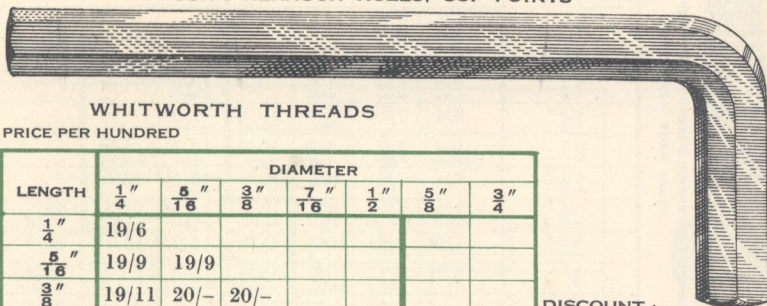 WHITWORTH THREADS
PRICE PER HUNDRED
LENGTH
DIAMETER
1/4" 5/16" 3/8" 7/16" 1/2" 5/8" 3/4"
1/4" 19/6
5/16" 19/9 19/9
3/8" 19/11 20/- 20/-
DISCOUNT: